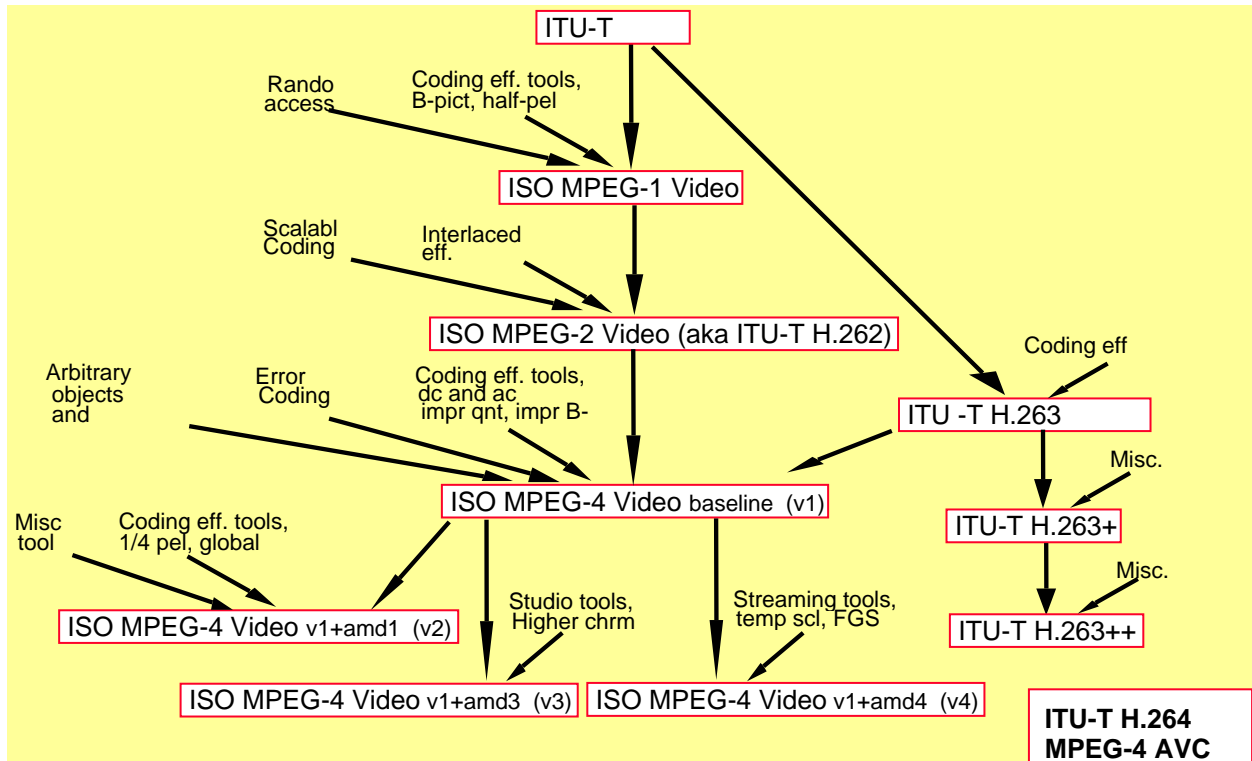 ITU-T
Rando
access
Coding eff. tools,
B-pict, half-pel
ISO MPEG-1 Video
Scalabl
Coding
Interlaced
eff.
ISO MPEG-2 Video (aka ITU-T H.262)
Coding eff
Arbitrary
objects
and
Error
Coding
Coding eff. tools,
dc and ac
impr qnt, impr B-
ITU -T H.263
Misc.
ISO MPEG-4 Video baseline (v1)
ITU-T H.263+
Misc
tool
Coding eff. tools,
1/4 pel, global
Misc.
Studio tools,
Higher chrm
Streaming tools,
temp scl, FGS
ISO MPEG-4 Video v1+amd1 (v2)
ITU-T H.263++
ISO MPEG-4 Video v1+amd3 (v3)
ISO MPEG-4 Video v1+amd4 (v4)
ITU-T H.264
MPEG-4 AVC